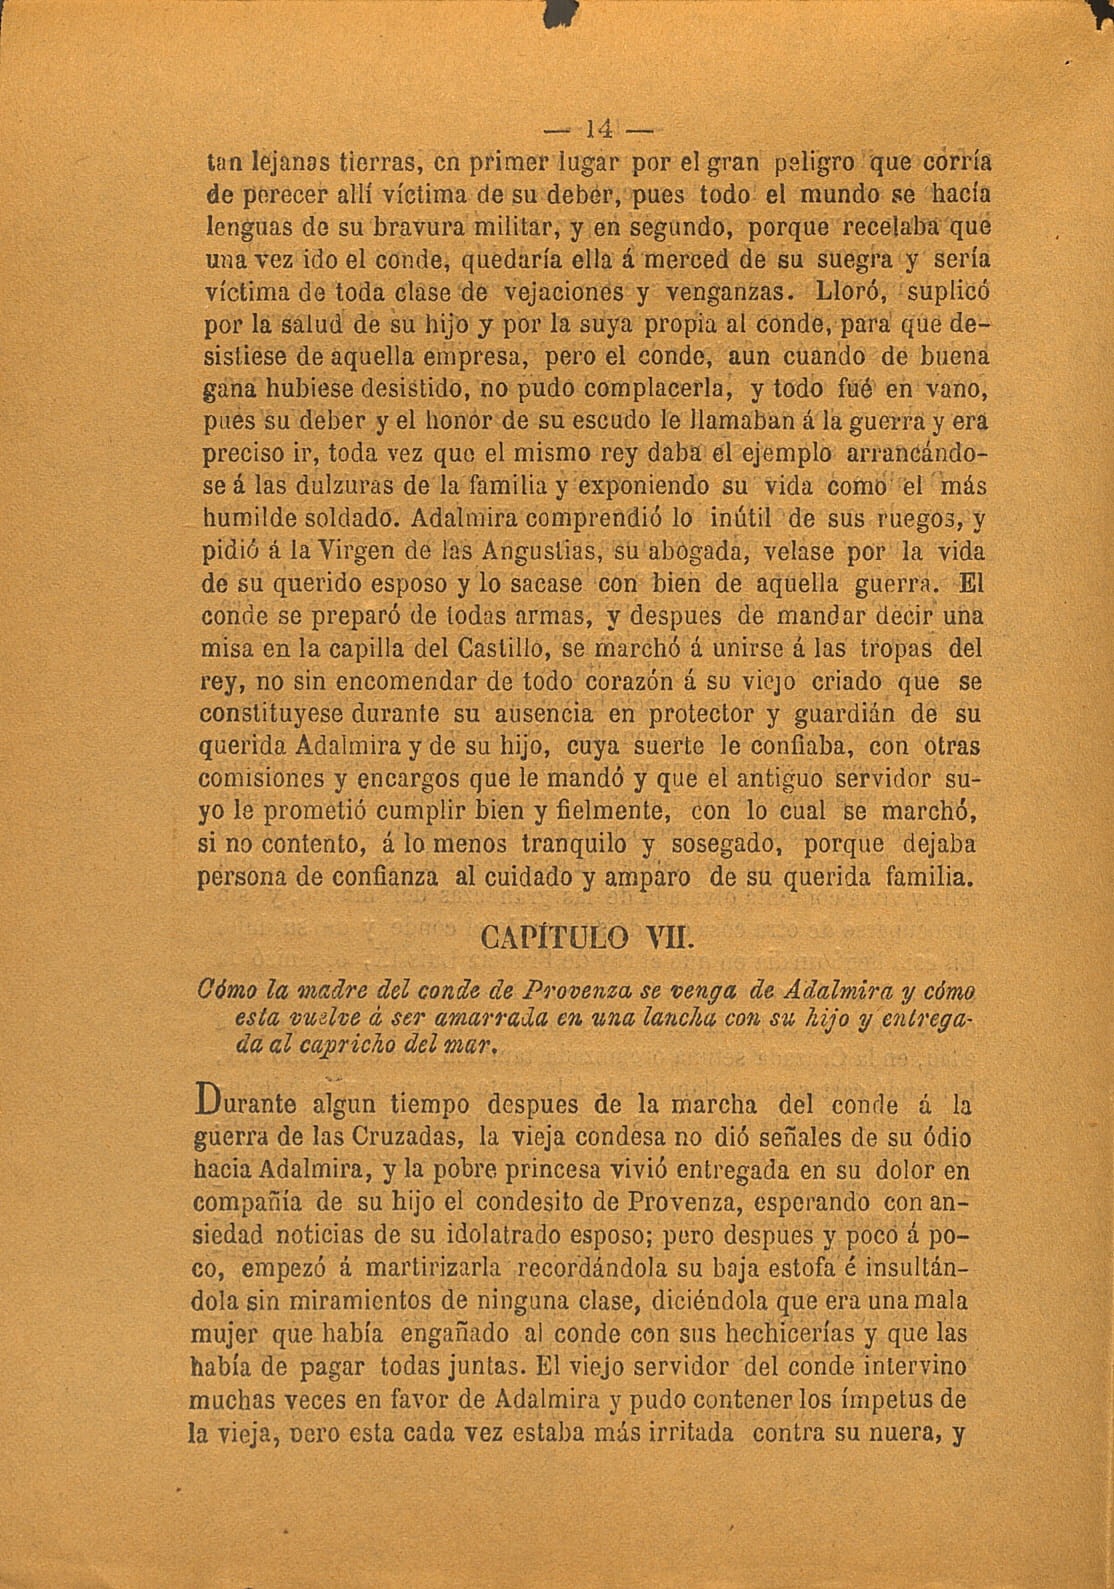 — 14 —
tan lejanas tierras, en primer lugar por el gran peligro que corría
de perecer allí víctima de su deber, pues todo el mundo se hacía
lenguas de su bravura militar, y en segundo, porque recelaba que
una vez ido el conde, quedaría ella á merced de su suegra y sería
víctima de toda clase de vejaciones y venganzas. Lloró, suplicó
por la salud de su hijo y por la suya propia al conde, para que de-
sistiese de aquella empresa, pero el conde, aun cuando de buena
gana hubiese desistido, no pudo complacerla, y todo fué en vano,
pues su deber y el honor de su escudo le llamaban á la guerra y era
preciso ir, toda vez que el mismo rey daba el ejemplo arrancándo-
se á las dulzuras de la familia y exponiendo su vida como el más
humilde soldado. Adalmira comprendió lo inútil de sus ruegos, y
pidió á la Virgen de las Angustias, su abogada, velase por la vida
de su querido esposo y lo sacase con bien de aquella guerra. El
conde se preparó de todas armas, y despues de mandar decir una
misa en la capilla del Castillo, se marchó á unirse á las tropas del
rey, no sin encomendar de todo corazón á su viejo criado que se
constituyese durante su ausencia en protector y guardián de su
querida Adalmira y de su hijo, cuya suerte le confiaba, con otras
comisiones y encargos que le mandó y que el antiguo servidor su-
yo le prometió cumplir bien y fielmente, con lo cual se marchó,
si no contento, á lo menos tranquilo y sosegado, porque dejaba
persona de confianza al cuidado y amparo de su querida familia.
CAPÍTULO VII.
Cómo la madre del conde de Provenza se venga de Adalmira y cómo
esta vuelve á ser amarrada en una lancha con su hijo y entrega-
da al capricho del mar.
Durante algun tiempo despues de la marcha del conde á la
guerra de las Cruzadas, la vieja condesa no dió señales de su ódio
hacia Adalmira, y la pobre princesa vivió entregada en su dolor en
compañía de su hijo el condesito de Provenza, esperando con an-
siedad noticias de su idolatrado esposo; pero despues y poco á po-
co, empezó á martirizarla recordándola su baja estofa é insultán-
dola sin miramientos de ninguna clase, diciéndola que era una mala
mujer que había engañado al conde con sus hechicerías y que las
había de pagar todas juntas. El viejo servidor del conde intervino
muchas veces en favor de Adalmira y pudo contener los ímpetus de
la vieja, pero esta cada vez estaba más irritada contra su nuera, y